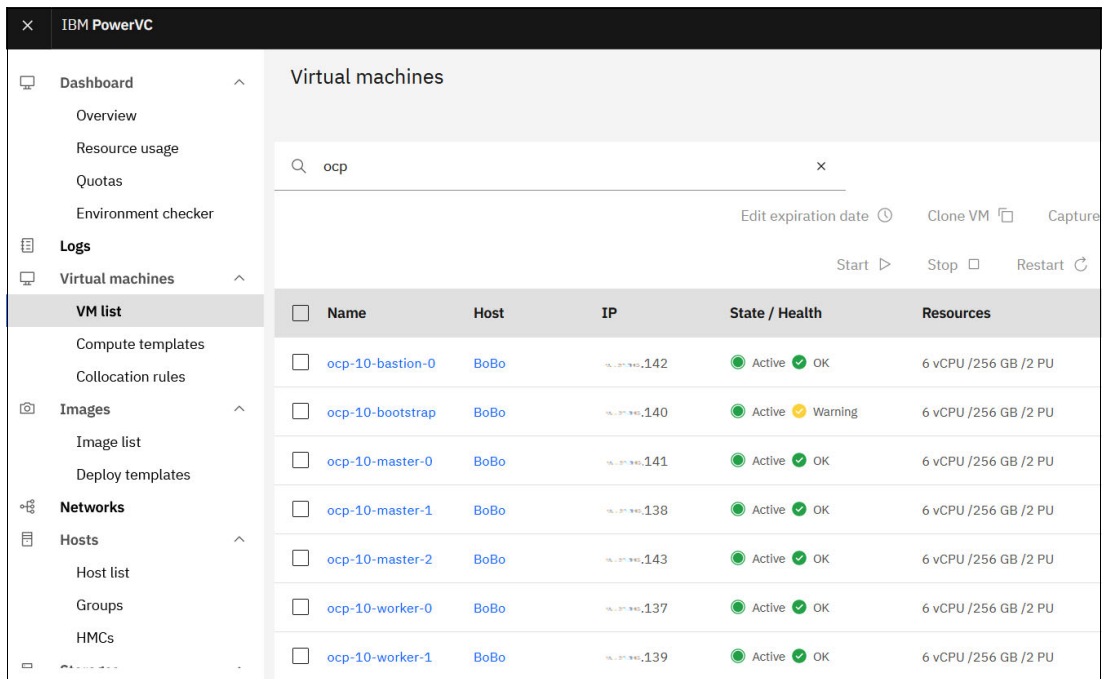 IBM PowerVC
Dashboard
Overview
Resource usage
Quotas
Environment checker
Logs
Virtual machines
VM list
Compute templates
Collocation rules
Images
Image list
Deploy templates
Networks
Hosts
Host list
Groups
HMCs
Virtual machines
ocp
Edit expiration date Clone VM Capture
Start Stop Restart
Name Host IP State / Health Resources
ocp-10-bastion-0 BoBo .142 Active OK 6 vCPU /256 GB /2 PU
ocp-10-bootstrap BoBo .140 Active Warning 6 vCPU /256 GB /2 PU
ocp-10-master-0 BoBo .141 Active OK 6 vCPU /256 GB /2 PU
ocp-10-master-1 BoBo .138 Active OK 6 vCPU /256 GB /2 PU
ocp-10-master-2 BoBo .143 Active OK 6 vCPU /256 GB /2 PU
ocp-10-worker-0 BoBo .137 Active OK 6 vCPU /256 GB /2 PU
ocp-10-worker-1 BoBo .139 Active OK 6 vCPU /256 GB /2 PU